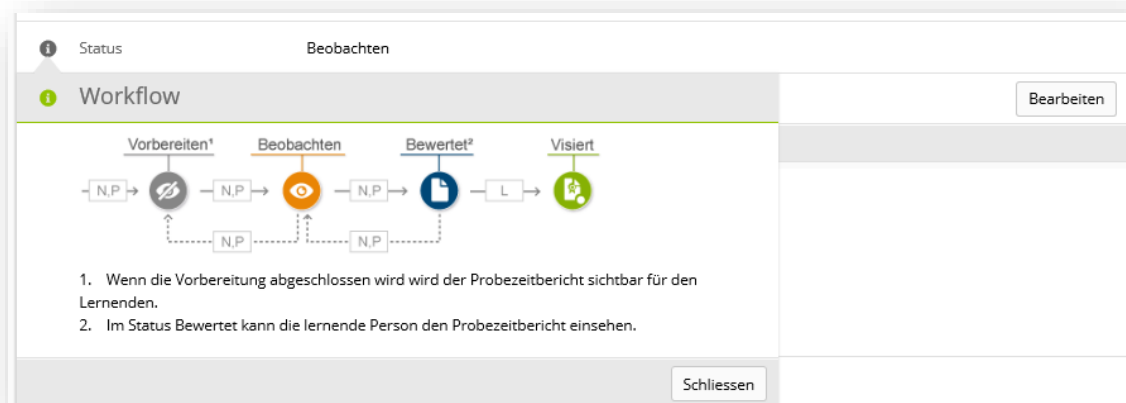 Status Beobachten
Workflow
Bearbeiten
Vorbereiten¹ Beobachten Bewertet² Visiert
N,P N,P N,P L
N,P N,P
1. Wenn die Vorbereitung abgeschlossen wird wird der Probezeitbericht sichtbar für den
Lernenden.
2. Im Status Bewertet kann die lernende Person den Probezeitbericht einsehen.
Schliessen